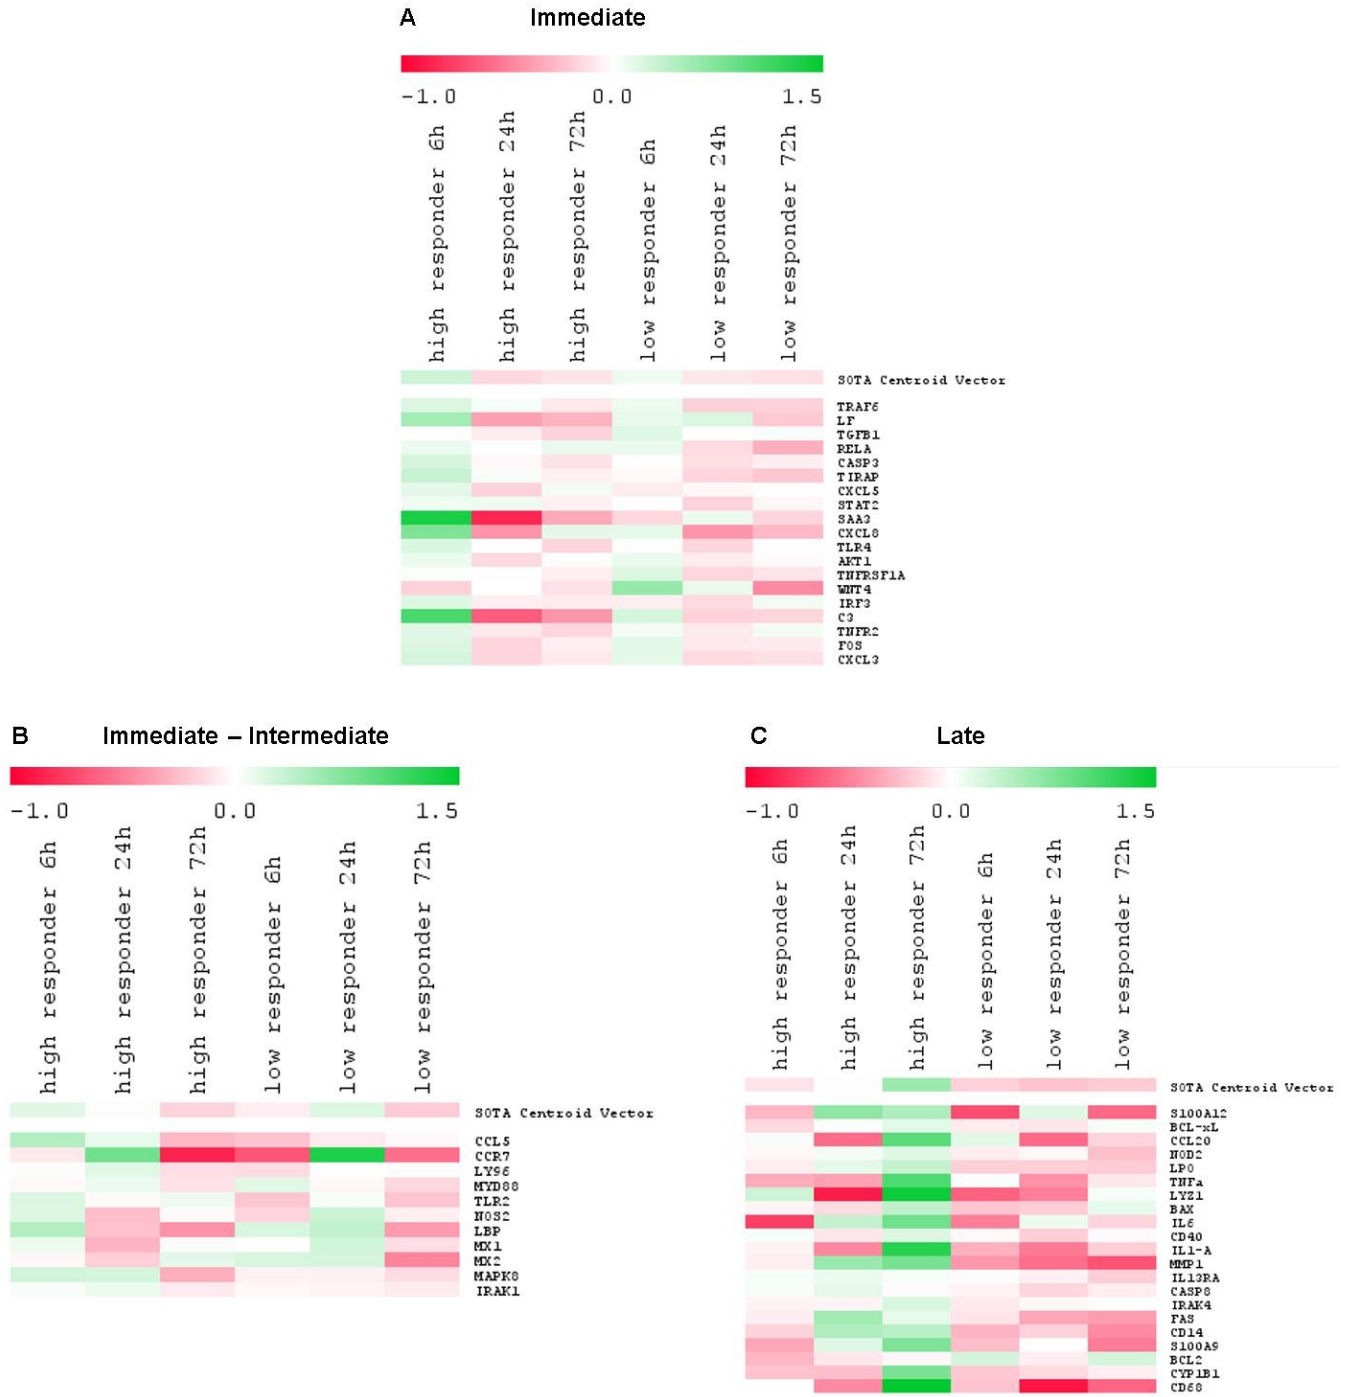 A Immediate
-1.0 0.0 1.5
high responder 6h
high responder 24h
high responder 72h
low responder 6h
low responder 24h
low responder 72h
SOTA Centroid Vector
TRAF6
LF
TGFB1
RELA
CASP3
TIRAP
CXCL5
STAT2
SAA3
CXCL8
TLR4
AKT1
TNFRSF1A
WNT4
IRF3
C3
TNFR2
FOS
CXCL3
B Immediate – Intermediate
-1.0 0.0 1.5
high responder 6h
high responder 24h
high responder 72h
low responder 6h
low responder 24h
low responder 72h
SOTA Centroid Vector
CCL5
CCR7
LY96
MYD88
TLR2
NOS2
LBP
MX1
MX2
MAPK8
IRAK1
C Late
-1.0 0.0 1.5
high responder 6h
high responder 24h
high responder 72h
low responder 6h
low responder 24h
low responder 72h
SOTA Centroid Vector
S100A12
BCL-xL
CCL20
NOD2
LPO
TNFa
LYZ1
BAX
IL6
CD40
IL1-A
MMP1
IL13RA
CASP8
IRAK4
FAS
CD14
S100A9
BCL2
CYP1B1
CD68